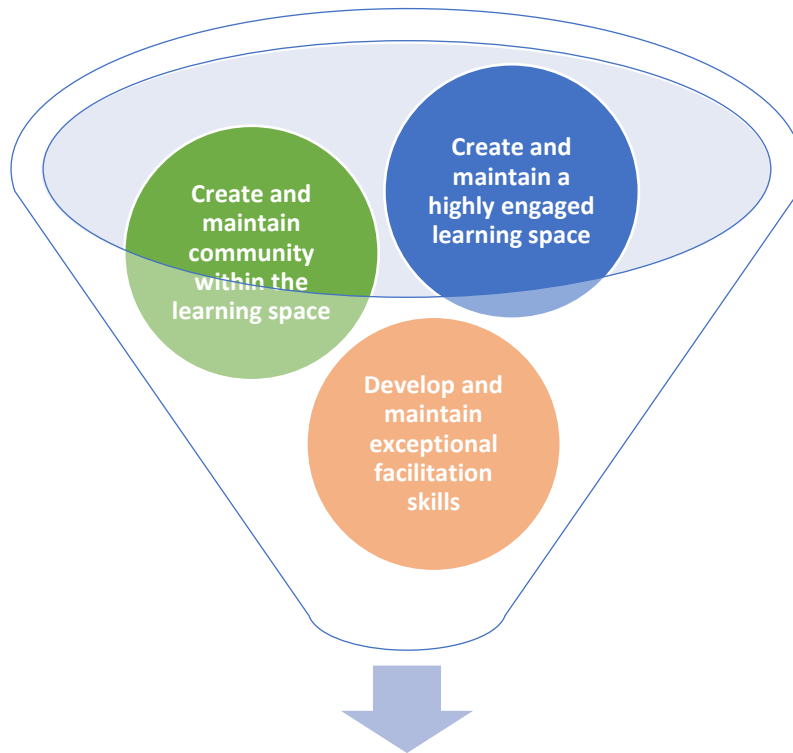 Create and
maintain
community
within the
learning space
Create and
maintain a
highly engaged
learning space
Develop and
maintain
exceptional
facilitation
skills